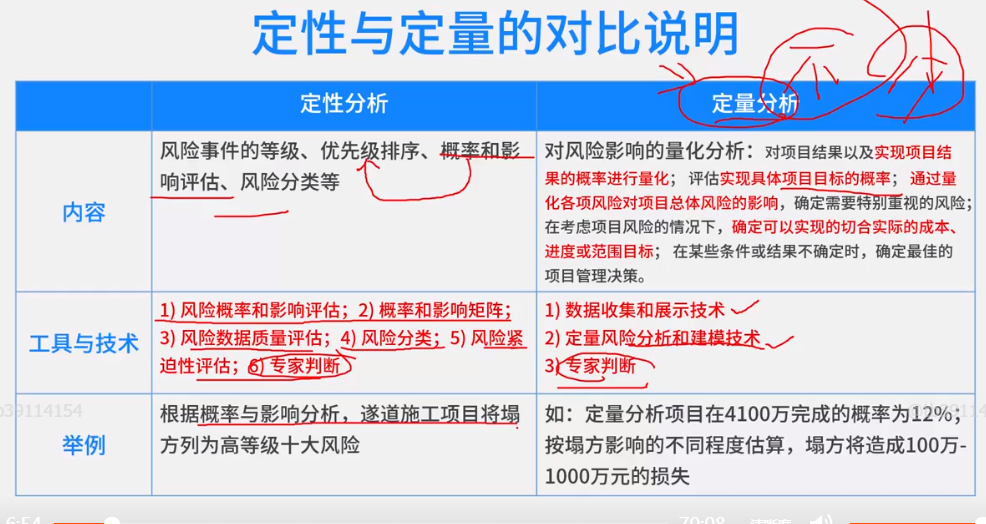 定性与定量的对比说明
定性分析
定量分析
内容
风险事件的等级、优先级排序、概率和影
响评估、风险分类等
对风险影响的量化分析：对项目结果以及实现项目结
果的概率进行量化；评估实现具体项目目标的概率；通过量
化各项风险对项目总体风险的影响，确定需要特别重视的风险；
在考虑项目风险的情况下，确定可以实现的切合实际的成本、
进度或范围目标；在某些条件或结果不确定时，确定最佳的
项目管理决策。
工具与技术
1) 风险概率和影响评估；2) 概率和影响矩阵；
3) 风险数据质量评估；4) 风险分类；5) 风险紧
迫性评估；6) 专家判断
1) 数据收集和展示技术
2) 定量风险分析和建模技术
3) 专家判断
举例
根据概率与影响分析，遂道施工项目将塌
方列为高等级十大风险
如：定量分析项目在4100万完成的概率为12%；
按塌方影响的不同程度估算，塌方将造成100万-
1000万元的损失
39114154
6:54
70:08
清晰度